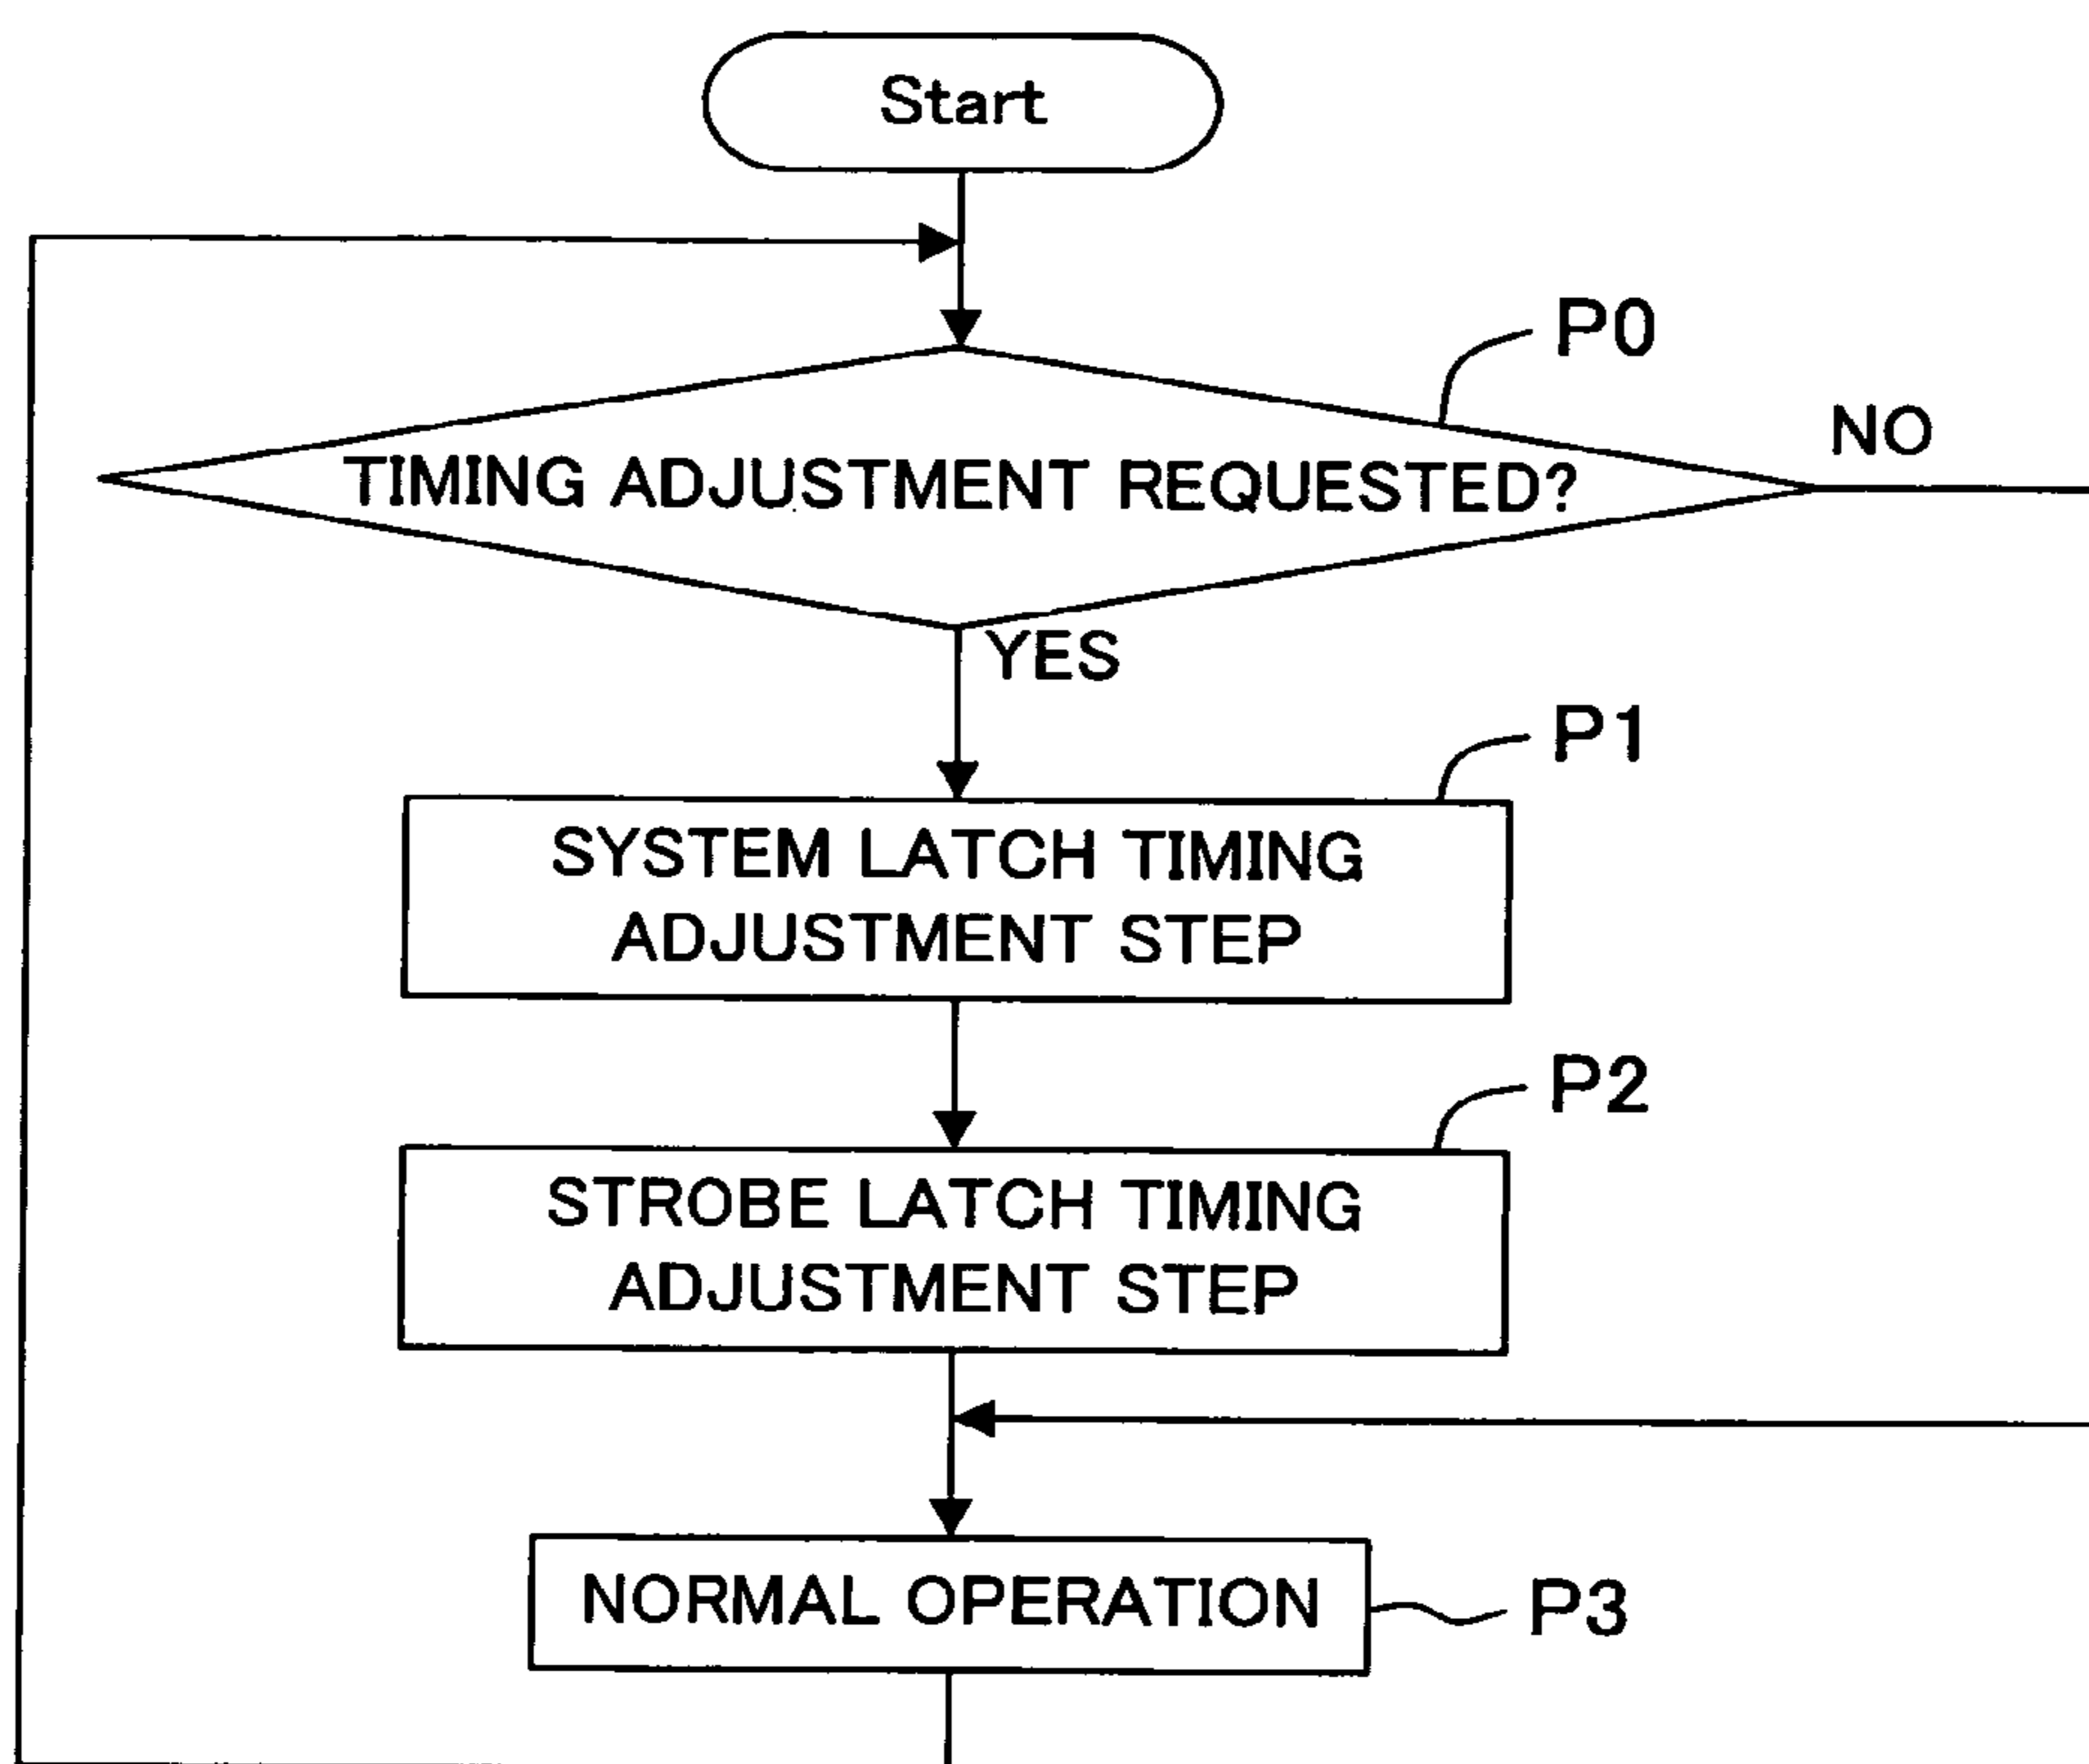 Start
P0
NO
TIMING ADJUSTMENT REQUESTED?
YES
P1
SYSTEM LATCH TIMING
ADJUSTMENT STEP
P2
STROBE LATCH TIMING
ADJUSTMENT STEP
NORMAL OPERATION
P3